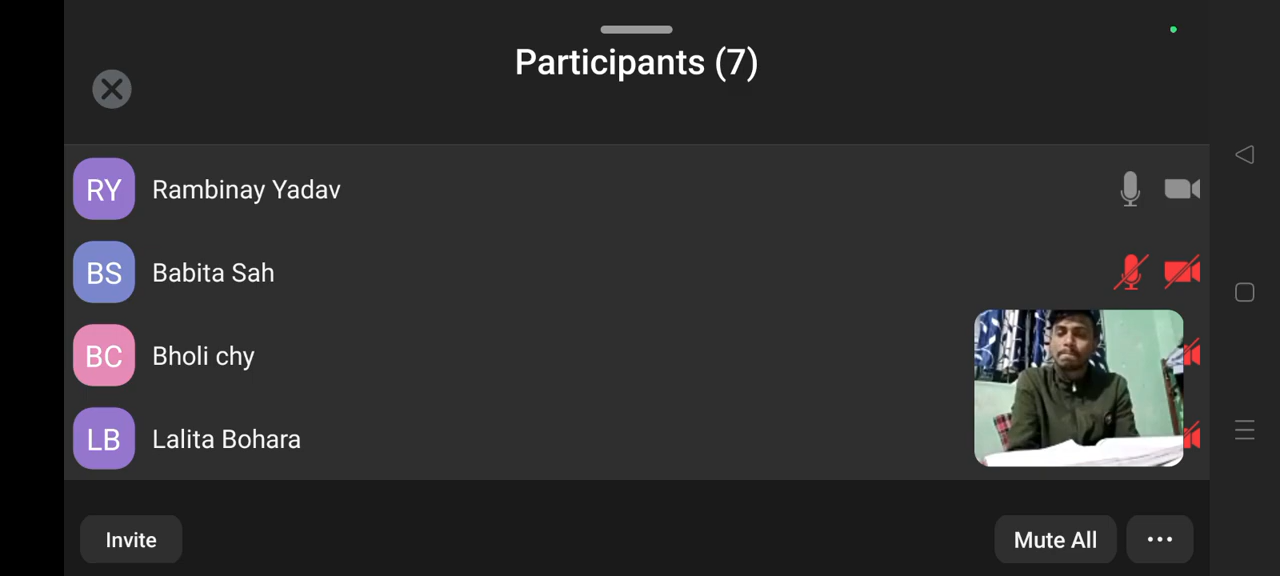 Participants (7)
RY Rambinay Yadav
BS Babita Sah
BC Bholi chy
LB Lalita Bohara
Invite
Mute All